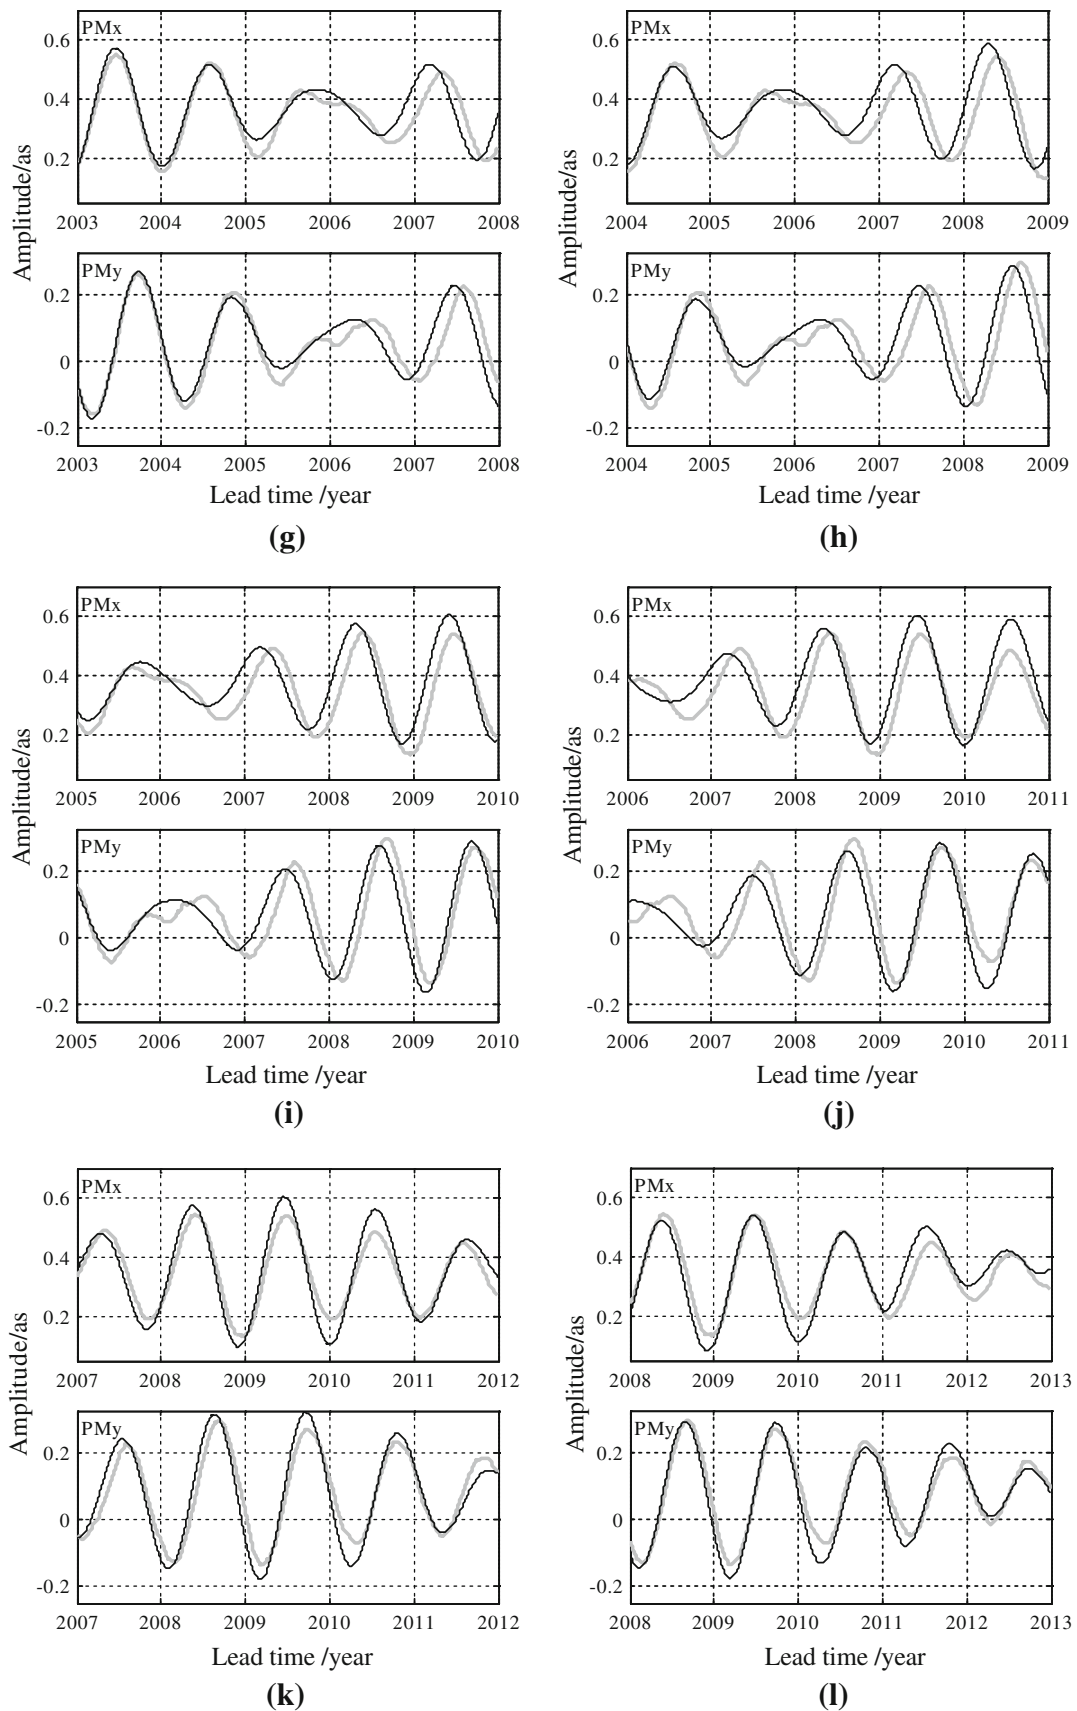 PMx
0.6
0.4
0.2
2003 2004 2005 2006 2007 2008
PMy
0.2
0
-0.2
2003 2004 2005 2006 2007 2008
Amplitude/as
Lead time /year
(g)
PMx
0.6
0.4
0.2
2004 2005 2006 2007 2008 2009
PMy
0.2
0
-0.2
2004 2005 2006 2007 2008 2009
Amplitude/as
Lead time /year
(h)
PMx
0.6
0.4
0.2
2005 2006 2007 2008 2009 2010
PMy
0.2
0
-0.2
2005 2006 2007 2008 2009 2010
Amplitude/as
Lead time /year
(i)
PMx
0.6
0.4
0.2
2006 2007 2008 2009 2010 2011
PMy
0.2
0
-0.2
2006 2007 2008 2009 2010 2011
Amplitude/as
Lead time /year
(j)
PMx
0.6
0.4
0.2
2007 2008 2009 2010 2011 2012
PMy
0.2
0
-0.2
2007 2008 2009 2010 2011 2012
Amplitude/as
Lead time /year
(k)
PMx
0.6
0.4
0.2
2008 2009 2010 2011 2012 2013
PMy
0.2
0
-0.2
2008 2009 2010 2011 2012 2013
Amplitude/as
Lead time /year
(l)